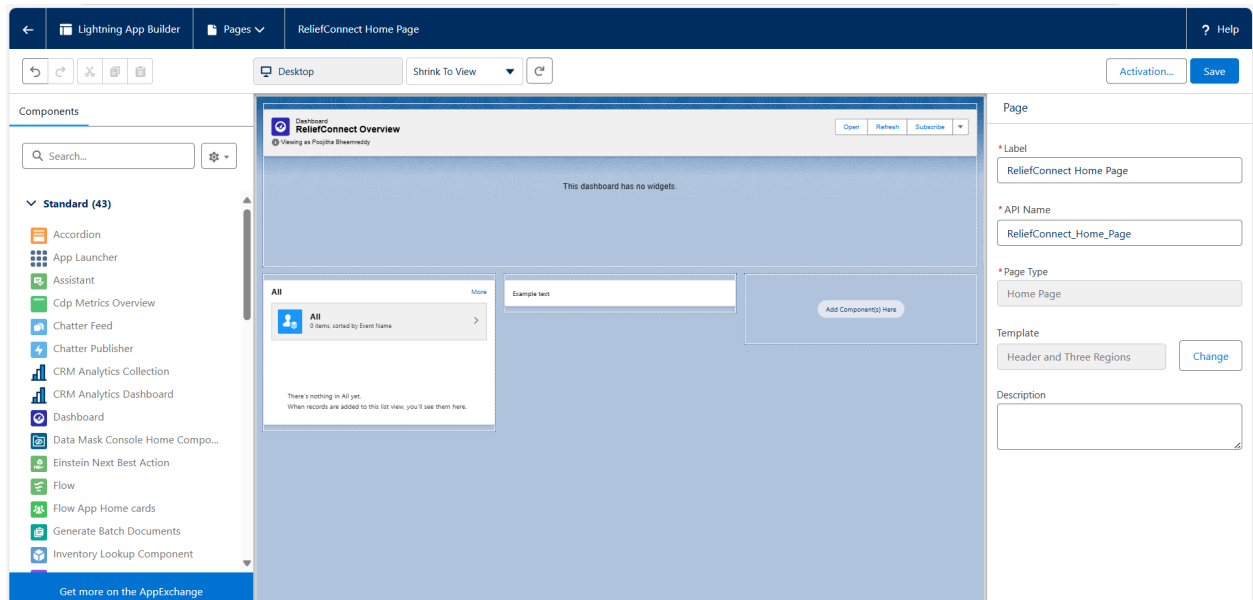 Lightning App Builder
Pages
ReliefConnect Home Page
? Help
Desktop
Shrink To View
Activation...
Save
Components
Search...
Standard (43)
Accordion
App Launcher
Assistant
Cdp Metrics Overview
Chatter Feed
Chatter Publisher
CRM Analytics Collection
CRM Analytics Dashboard
Dashboard
Data Mask Console Home Compo...
Einstein Next Best Action
Flow
Flow App Home cards
Generate Batch Documents
Inventory Lookup Component
Get more on the AppExchange
Dashboard
ReliefConnect Overview
Viewing as Poojitha Bheemreddy
Open
Refresh
Subscribe
This dashboard has no widgets.
All
More
All
0 items, sorted by Event Name
There's nothing in All yet.
When records are added to this list view, you'll see them here.
Example text
Add Component(s) Here
Page
*Label
ReliefConnect Home Page
*API Name
ReliefConnect_Home_Page
*Page Type
Home Page
Template
Header and Three Regions
Change
Description